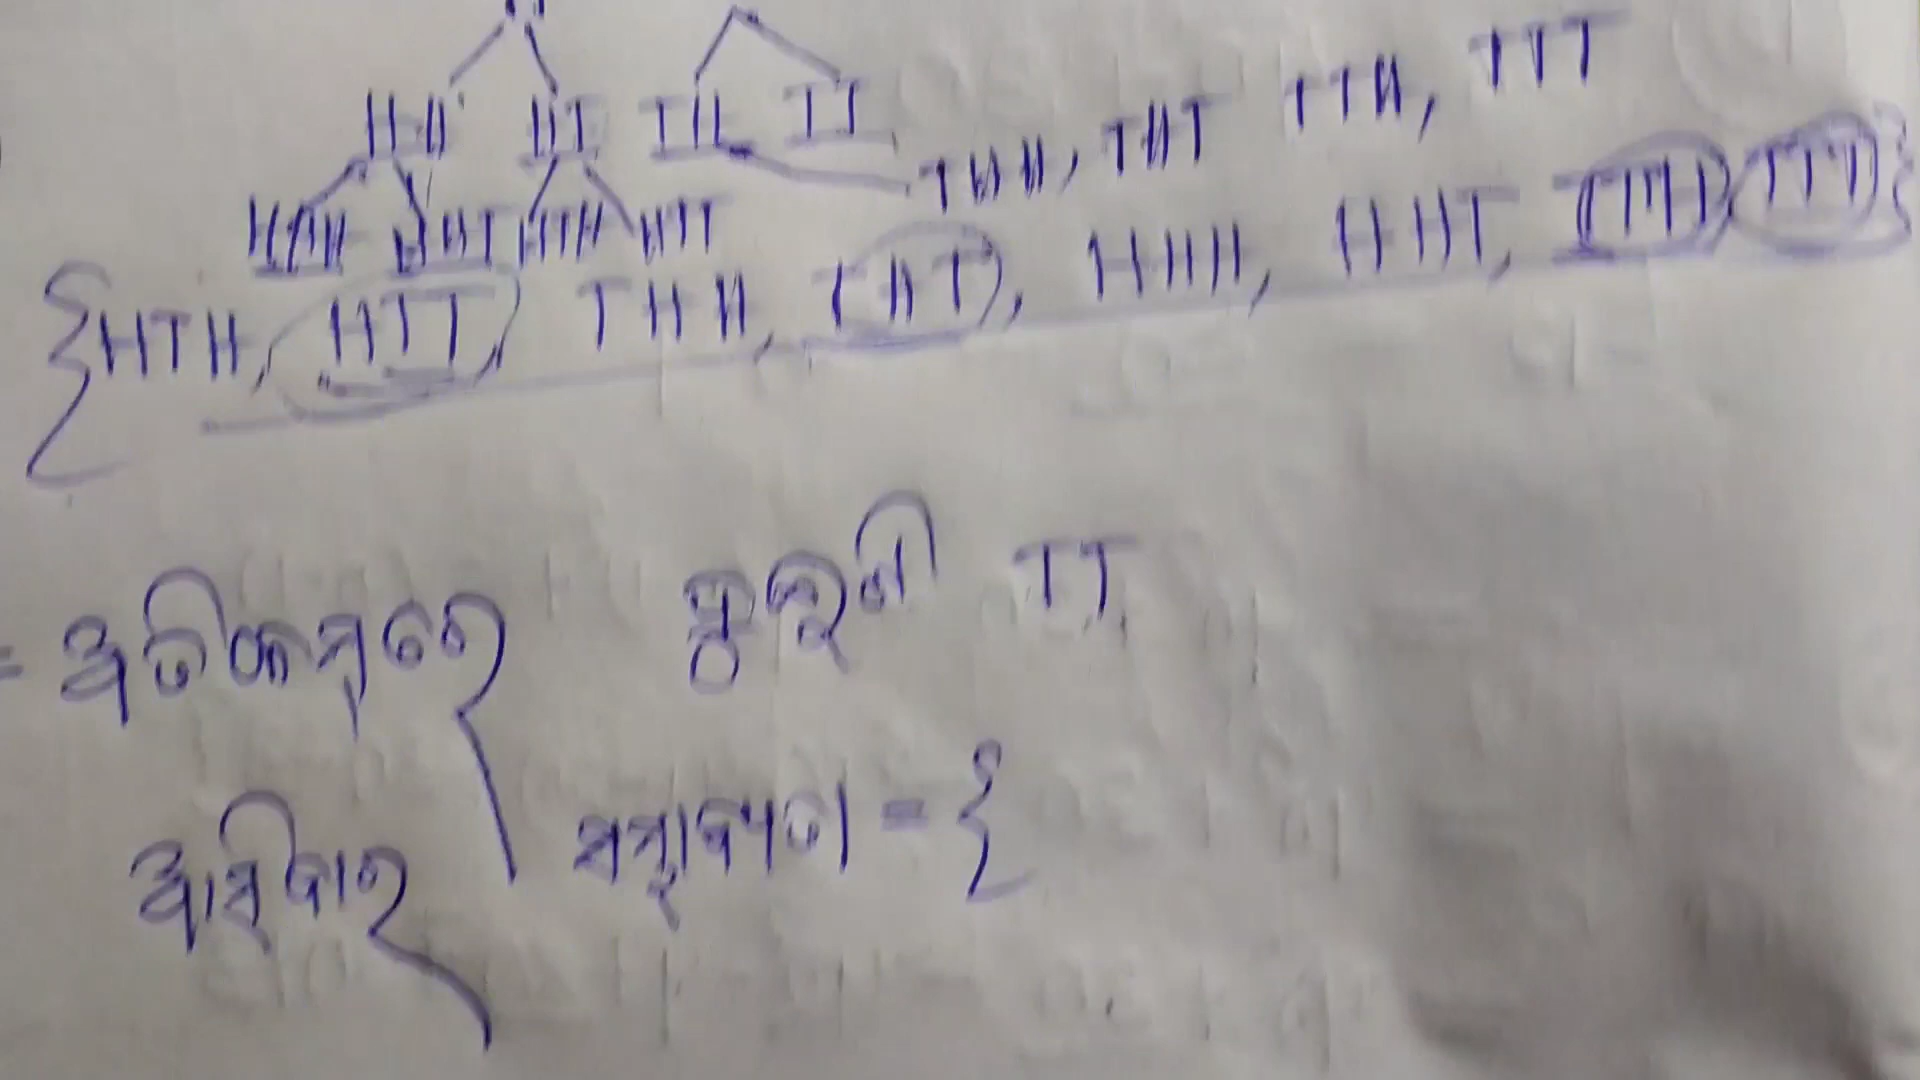 HH HT TH TT
THH, THT TTH, TTT
HHH HHT HTH HTT
{HTH, HTT THH, THT, HHH, HHT, TTH TTT}
= ଅତିକମ୍‌ରେ ଦୁଇଟି TT
ଆସିବାର ସମ୍ଭାବ୍ୟତା = {